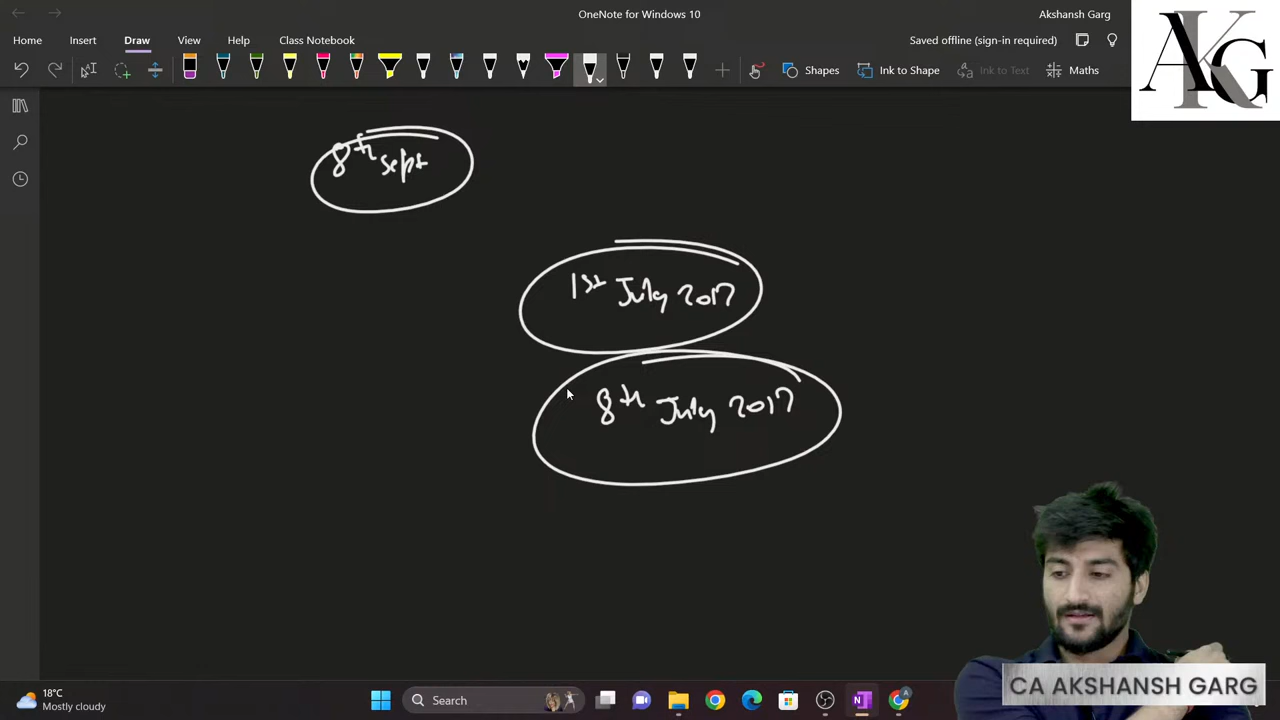 OneNote for Windows 10
Akshansh Garg
Home Insert Draw View Help Class Notebook
Saved offline (sign-in required)
Shapes Ink to Shape Ink to Text Maths
AKG
8th Sept
1st July 2017
8th July 2017
CA AKSHANSH GARG
18°C
Mostly cloudy
Search